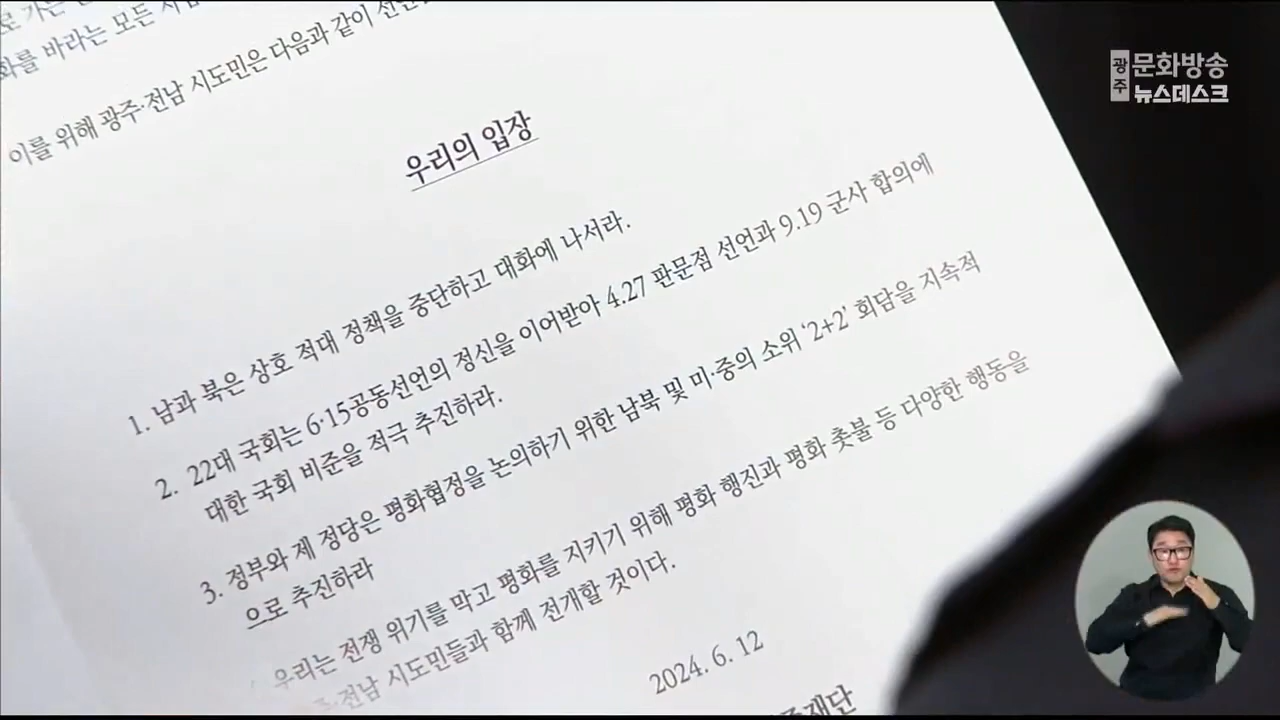 로 가는
화를 바라는 모든
이를 위해 광주·전남 시도민은 다음과 같이
우리의 입장
1. 남과 북은 상호 적대 정책을 중단하고 대화에 나서라.
2. 22대 국회는 6·15공동선언의 정신을 이어받아 4.27 판문점 선언과 9.19 군사 합의에
대한 국회 비준을 적극 추진하라.
3. 정부와 제 정당은 평화협정을 논의하기 위한 남북 및 미·중의 소위 ‘2+2’ 회담을 지속적
으로 추진하라
우리는 전쟁 위기를 막고 평화를 지키기 위해 평화 행진과 평화 촛불 등 다양한 행동을
·전남 시도민들과 함께 전개할 것이다.
2024. 6. 12
재단
광주 문화방송
뉴스데스크